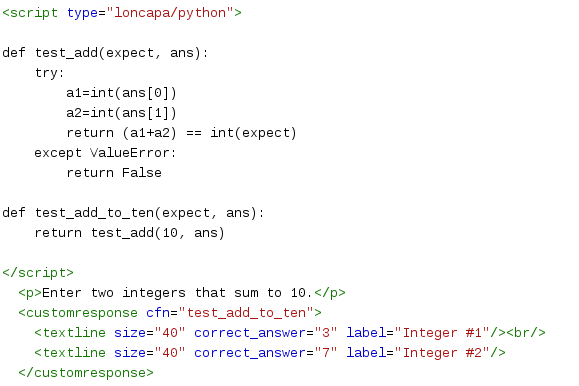 <script type="loncapa/python">

def test_add(expect, ans):
    try:
        a1=int(ans[0])
        a2=int(ans[1])
        return (a1+a2) == int(expect)
    except ValueError:
        return False

def test_add_to_ten(expect, ans):
    return test_add(10, ans)

</script>
  <p>Enter two integers that sum to 10.</p>
  <customresponse cfn="test_add_to_ten">
    <textline size="40" correct_answer="3" label="Integer #1"/><br/>
    <textline size="40" correct_answer="7" label="Integer #2"/>
  </customresponse>